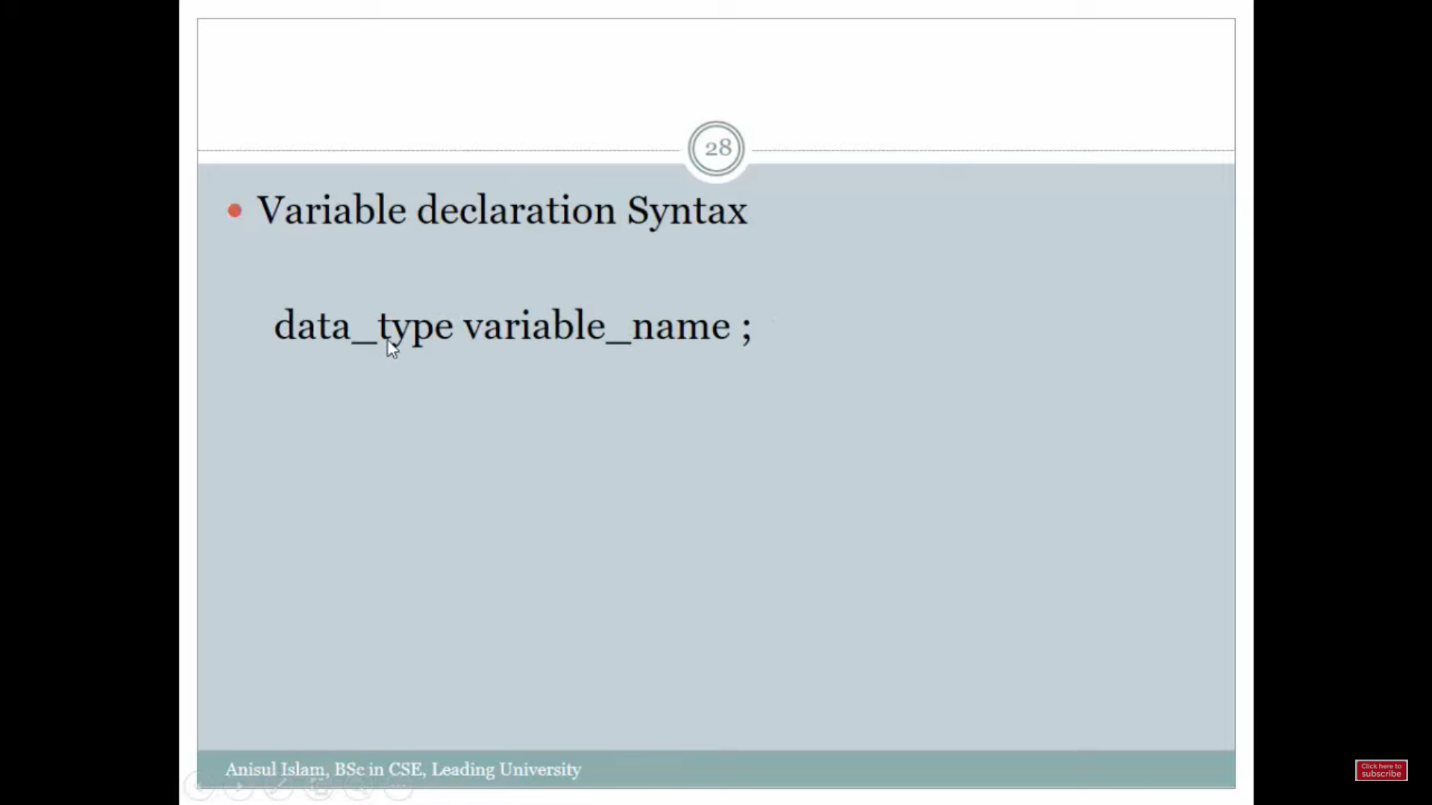 28
Variable declaration Syntax
data_type variable_name ;
Anisul Islam, BSc in CSE, Leading University
Click here to
subscribe